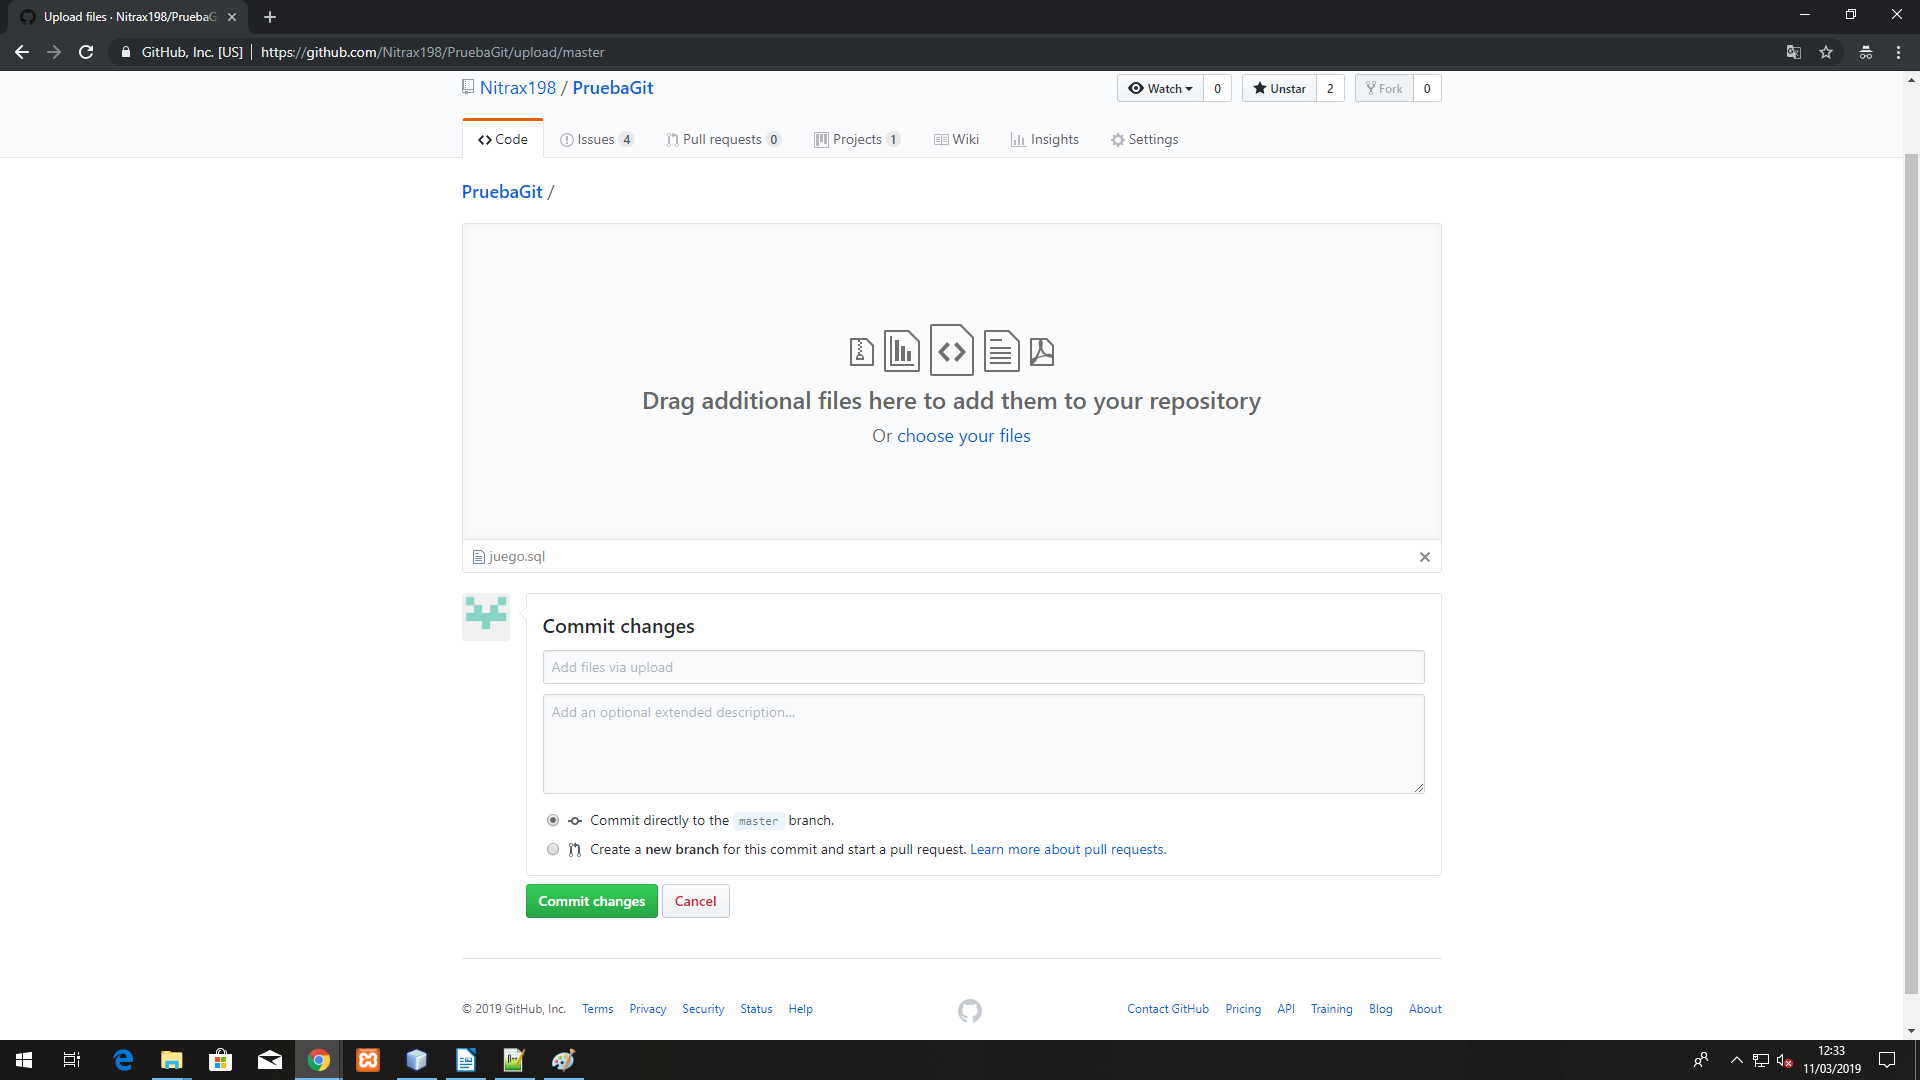 Upload files · Nitrax198/PruebaG
GitHub, Inc. [US] | https://github.com/Nitrax198/PruebaGit/upload/master
Nitrax198 / PruebaGit
Watch 0 Unstar 2 Fork 0
Code Issues 4 Pull requests 0 Projects 1 Wiki Insights Settings
PruebaGit /
Drag additional files here to add them to your repository
Or choose your files
juego.sql
Commit changes
Add files via upload
Add an optional extended description...
Commit directly to the master branch.
Create a new branch for this commit and start a pull request. Learn more about pull requests.
Commit changes Cancel
© 2019 GitHub, Inc. Terms Privacy Security Status Help Contact GitHub Pricing API Training Blog About
12:33
11/03/2019